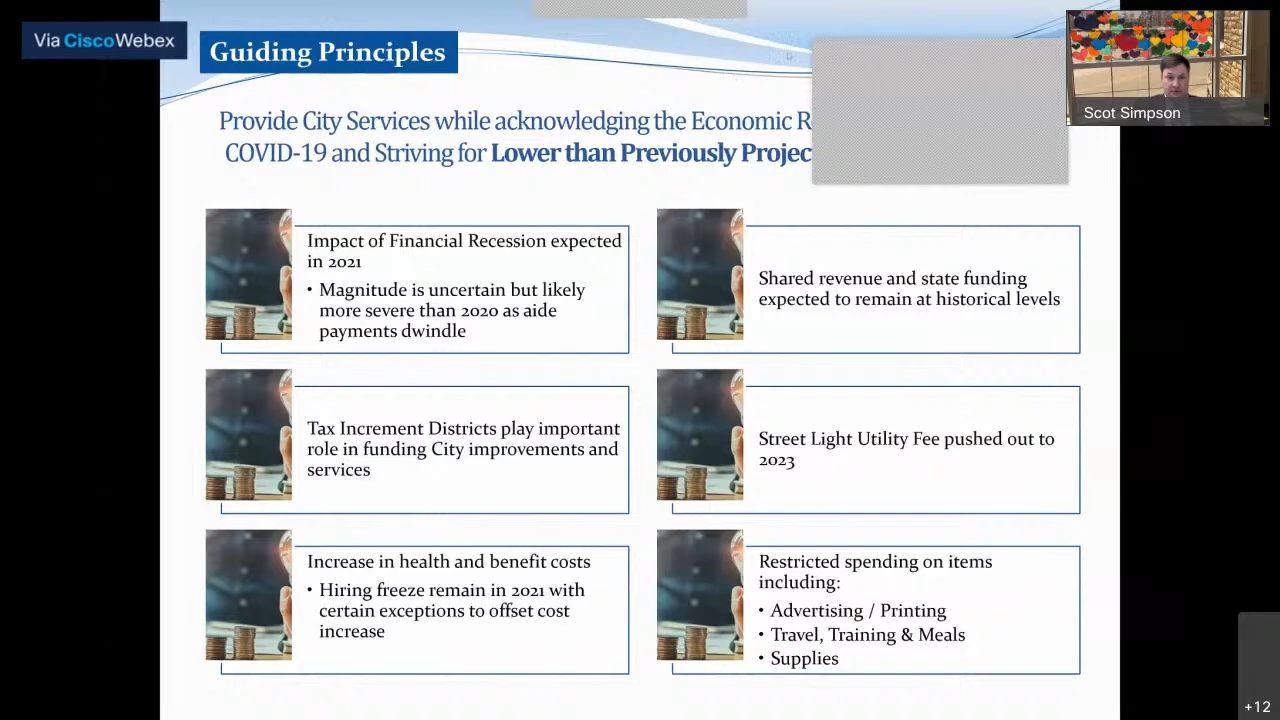 Via Cisco Webex
Guiding Principles
Scot Simpson
Provide City Services while acknowledging the Economic
COVID-19 and Striving for Lower than Previously
Impact of Financial Recession expected
in 2021
• Magnitude is uncertain but likely
more severe than 2020 as aide
payments dwindle
Shared revenue and state funding
expected to remain at historical levels
Tax Increment Districts play important
role in funding City improvements and
services
Street Light Utility Fee pushed out to
2023
Increase in health and benefit costs
• Hiring freeze remain in 2021 with
certain exceptions to offset cost
increase
Restricted spending on items
including:
• Advertising / Printing
• Travel, Training & Meals
• Supplies
+12